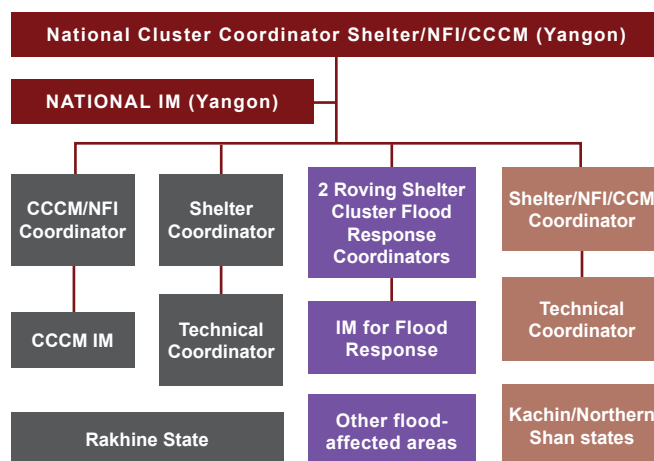 National Cluster Coordinator Shelter/NFI/CCCM (Yangon)
NATIONAL IM (Yangon)
CCCM/NFI
Coordinator
Shelter
Coordinator
2 Roving Shelter
Cluster Flood
Response
Coordinators
Shelter/NFI/CCM
Coordinator
CCCM IM
Technical
Coordinator
IM for Flood
Response
Technical
Coordinator
Rakhine State
Other flood-
affected areas
Kachin/Northern
Shan states